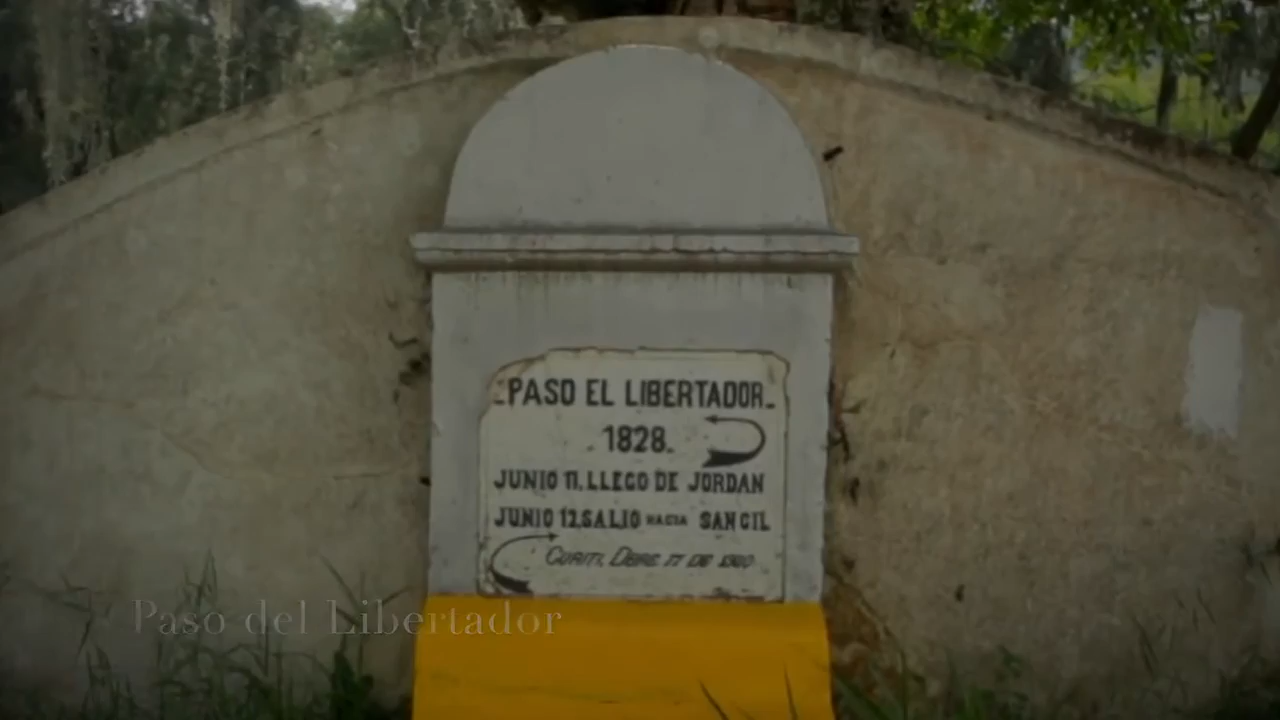 PASO EL LIBERTADOR
1828.
JUNIO 11, LLEGO DE JORDAN
JUNIO 12 SALIO HACIA SAN GIL
CURITI, DBRE. 17 DE
Paso del Libertador